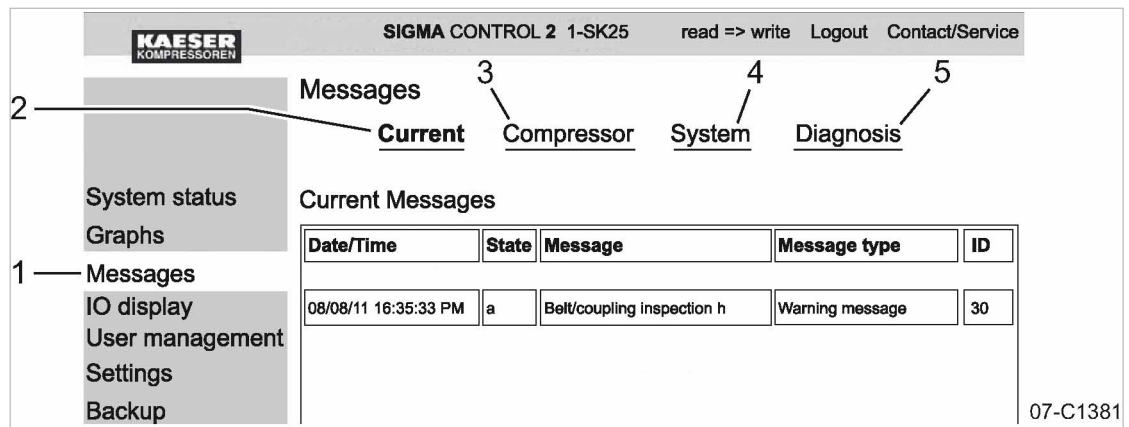 KAESER
KOMPRESSOREN
SIGMA CONTROL 2 1-SK25 read => write Logout Contact/Service
3 4 5
Messages
2
Current Compressor System Diagnosis
System status
Current Messages
Graphs
Date/Time State Message Message type ID
1
Messages
IO display
08/08/11 16:35:33 PM a Belt/coupling inspection h Warning message 30
User management
Settings
Backup
07-C1381